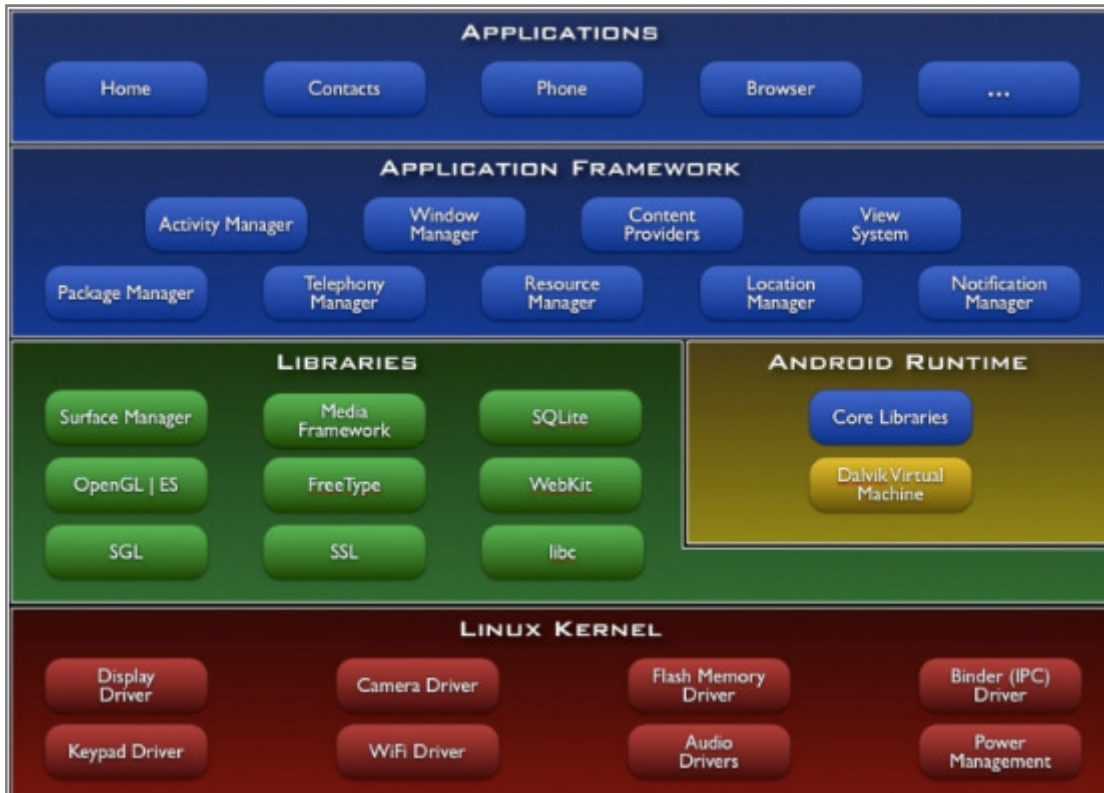 APPLICATIONS
Home
Contacts
Phone
Browser
...
APPLICATION FRAMEWORK
Activity Manager
Window
Manager
Content
Providers
View
System
Package Manager
Telephony
Manager
Resource
Manager
Location
Manager
Notification
Manager
LIBRARIES
Surface Manager
Media
Framework
SQLite
OpenGL | ES
FreeType
WebKit
SGL
SSL
libc
ANDROID RUNTIME
Core Libraries
Dalvik Virtual
Machine
LINUX KERNEL
Display
Driver
Camera Driver
Flash Memory
Driver
Binder (IPC)
Driver
Keypad Driver
WiFi Driver
Audio
Drivers
Power
Management